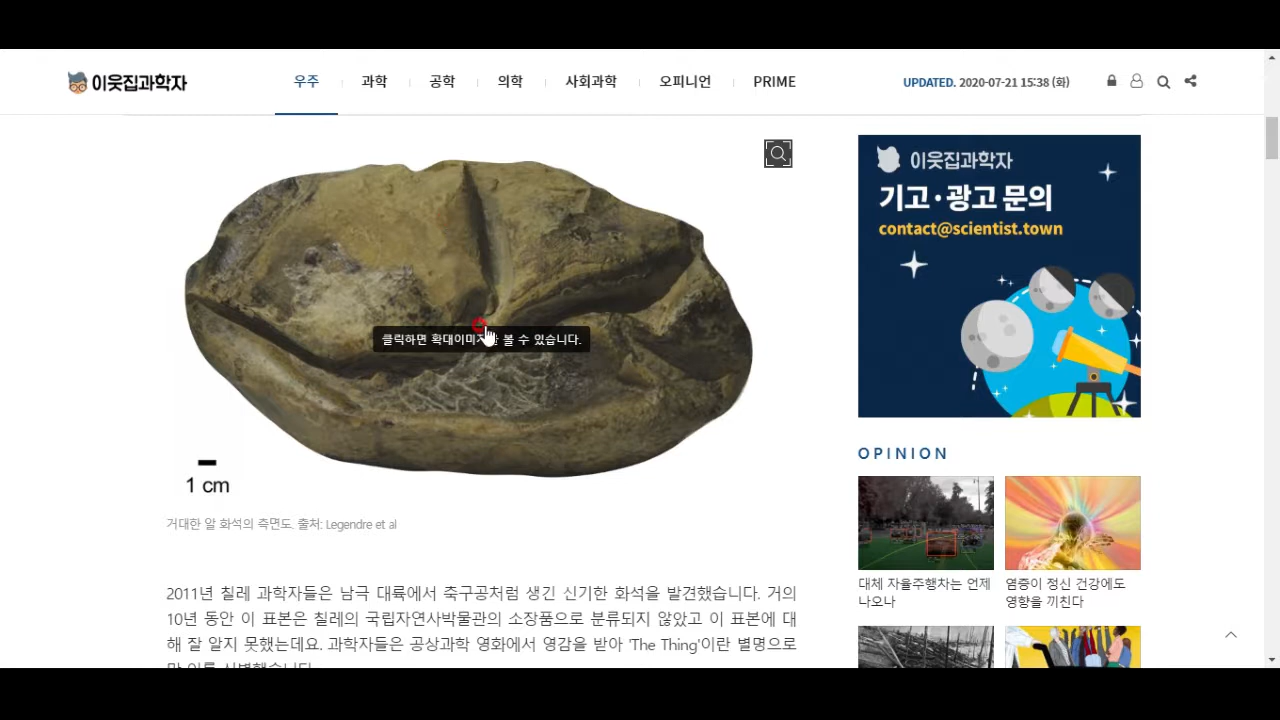 이웃집과학자
우주 과학 공학 의학 사회과학 오피니언 PRIME
UPDATED. 2020-07-21 15:38 (화)
클릭하면 확대이미지를 볼 수 있습니다.
1 cm
거대한 알 화석의 측면도. 출처: Legendre et al
2011년 칠레 과학자들은 남극 대륙에서 축구공처럼 생긴 신기한 화석을 발견했습니다. 거의
10년 동안 이 표본은 칠레의 국립자연사박물관의 소장품으로 분류되지 않았고 이 표본에 대
해 잘 알지 못했는데요. 과학자들은 공상과학 영화에서 영감을 받아 'The Thing'이란 별명으로
이웃집과학자
기고·광고 문의
contact@scientist.town
OPINION
대체 자율주행차는 언제
나오나
염증이 정신 건강에도
영향을 끼친다